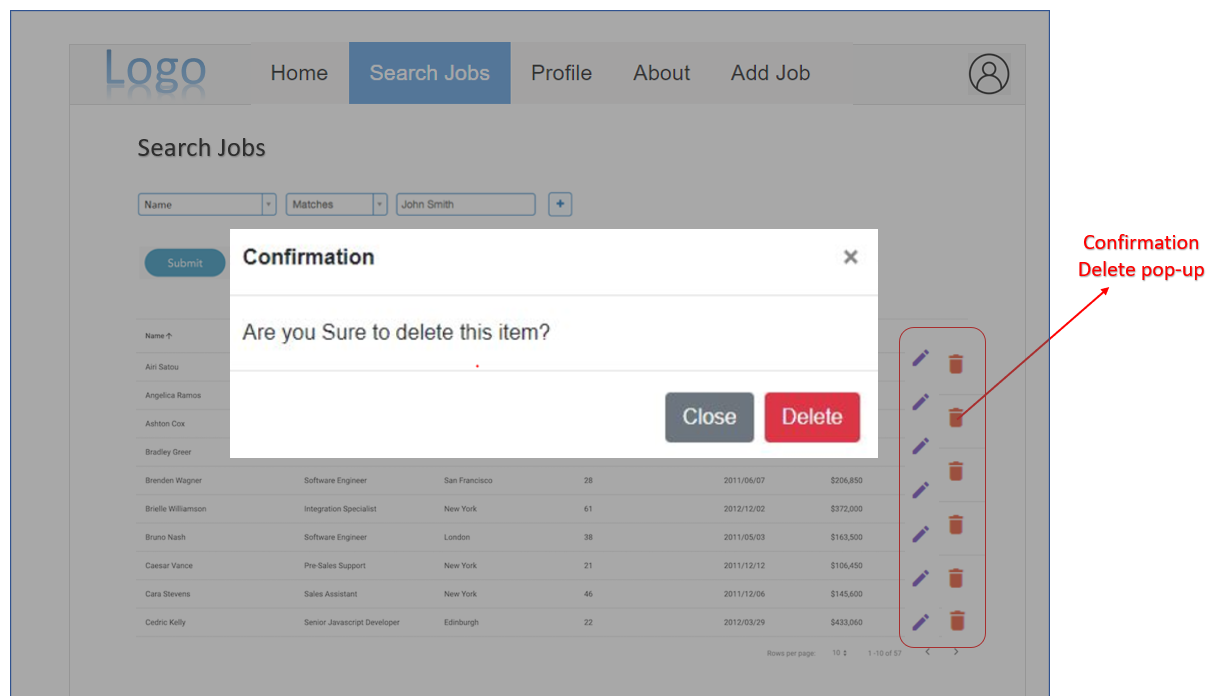 Logo
Home Search Jobs Profile About Add Job
Search Jobs
Name Matches John Smith +
Submit
Confirmation ×
Are you Sure to delete this item?
Close Delete
Confirmation
Delete pop-up
Name ↑
Airi Satou
Angelica Ramos
Ashton Cox
Bradley Greer
Brenden Wagner Software Engineer San Francisco 28 2011/06/07 $206,850
Brielle Williamson Integration Specialist New York 61 2012/12/02 $372,000
Bruno Nash Software Engineer London 38 2011/05/03 $163,500
Caesar Vance Pre-Sales Support New York 21 2011/12/12 $106,450
Cara Stevens Sales Assistant New York 46 2011/12/06 $145,600
Cedric Kelly Senior Javascript Developer Edinburgh 22 2012/03/29 $433,060
Rows per page: 10 1 -10 of 57